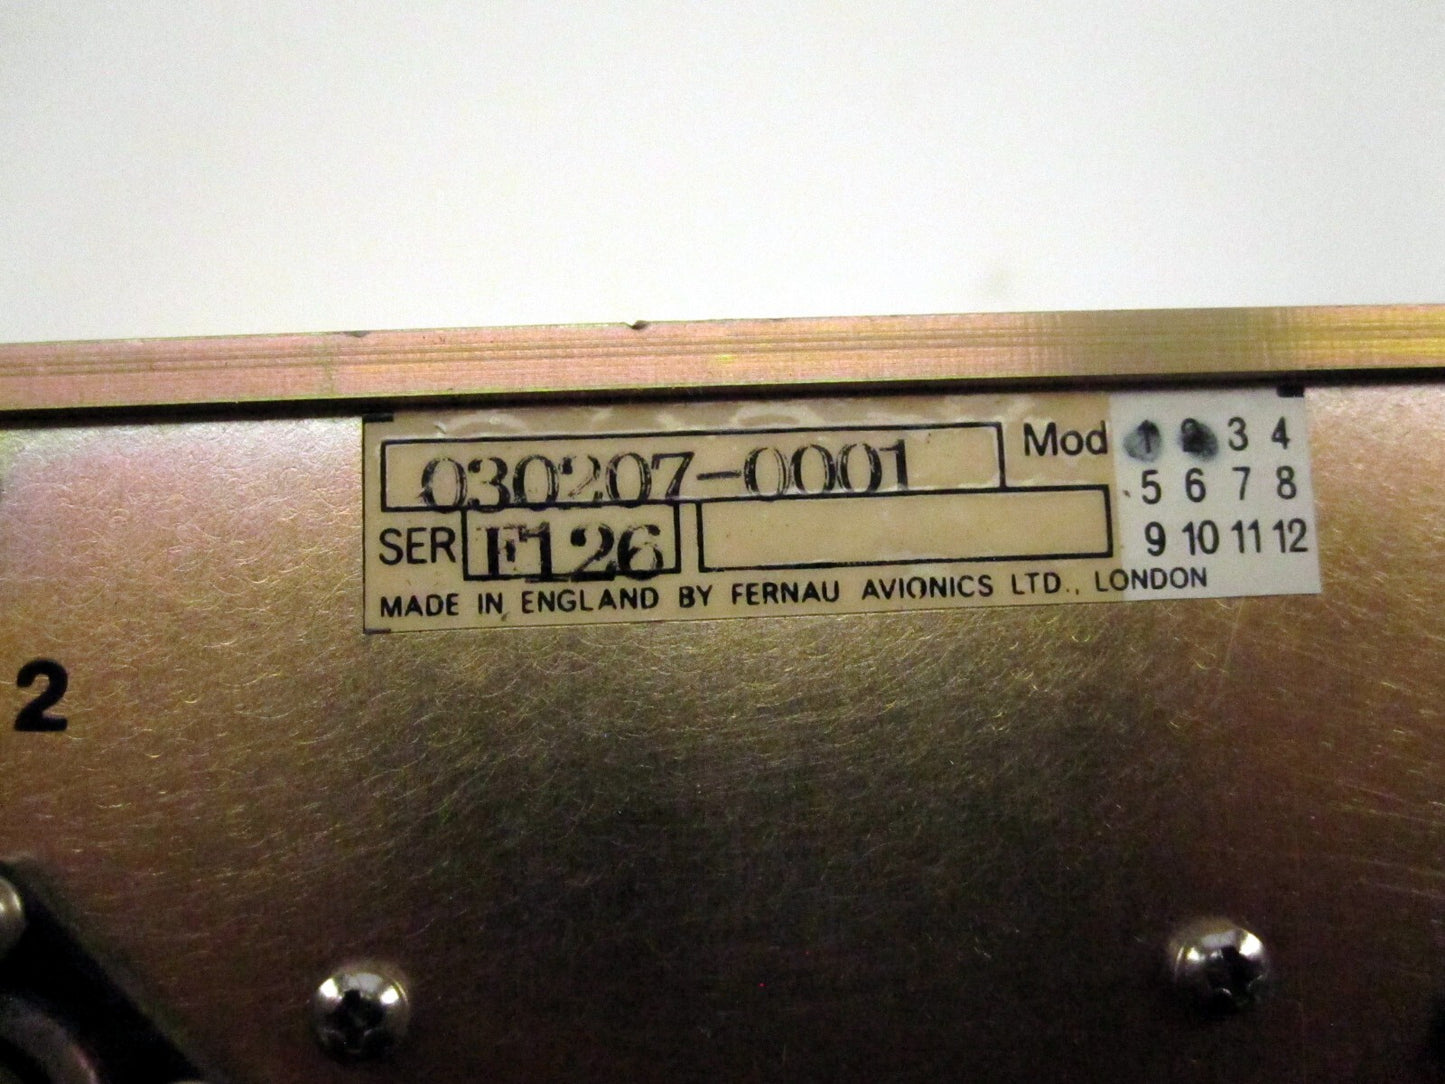 030207-0001 Mod 1 2 3 4
5 6 7 8
SER F126 9 10 11 12
MADE IN ENGLAND BY FERNAU AVIONICS LTD., LONDON
2